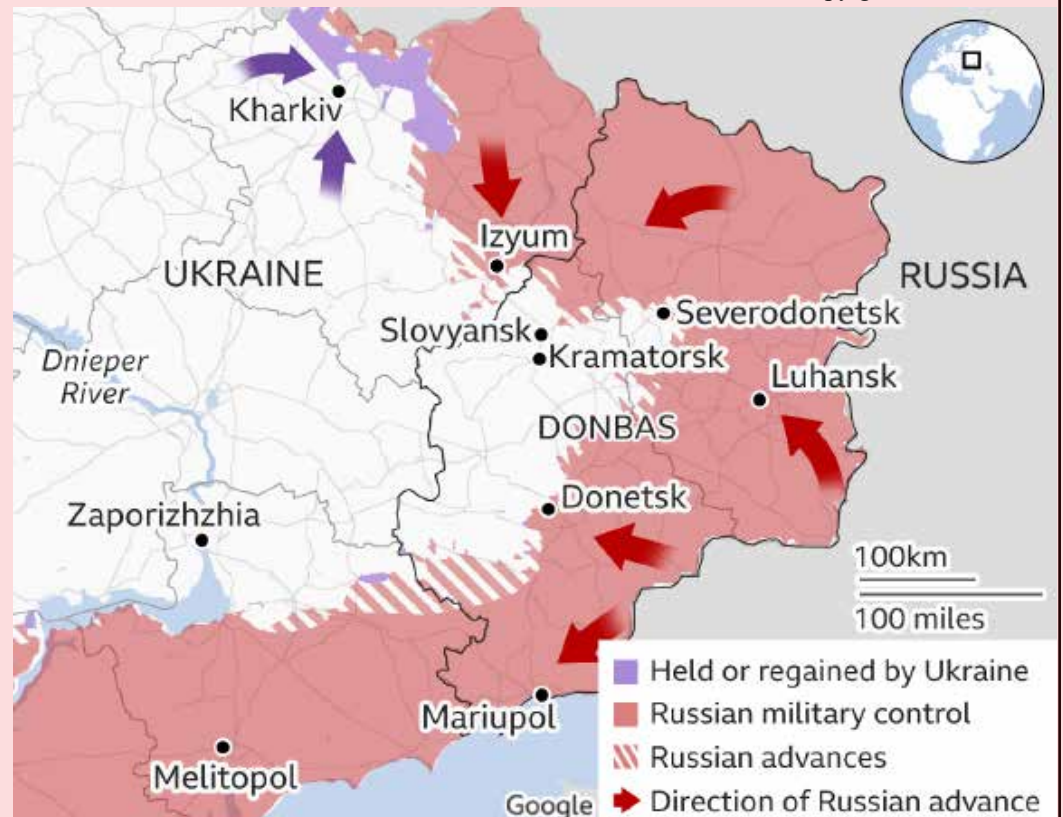 Kharkiv
Izyum
UKRAINE
RUSSIA
Severodonetsk
Slovyansk
Kramatorsk
Dnieper
River
Luhansk
DONBAS
Donetsk
Zaporizhzhia
100km
100 miles
Held or regained by Ukraine
Russian military control
Russian advances
Direction of Russian advance
Mariupol
Melitopol
Google